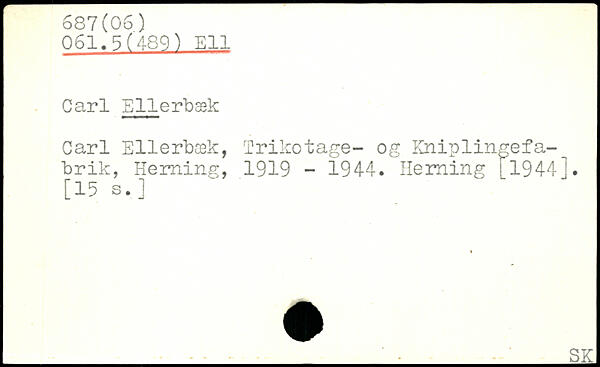 687(06)
061.5(489) Ell
Carl Ellerbæk
Carl Ellerbæk, Trikotage- og Kniplingefa-
brik, Herning, 1919 - 1944. Herning [1944].
[15 s.]
SK